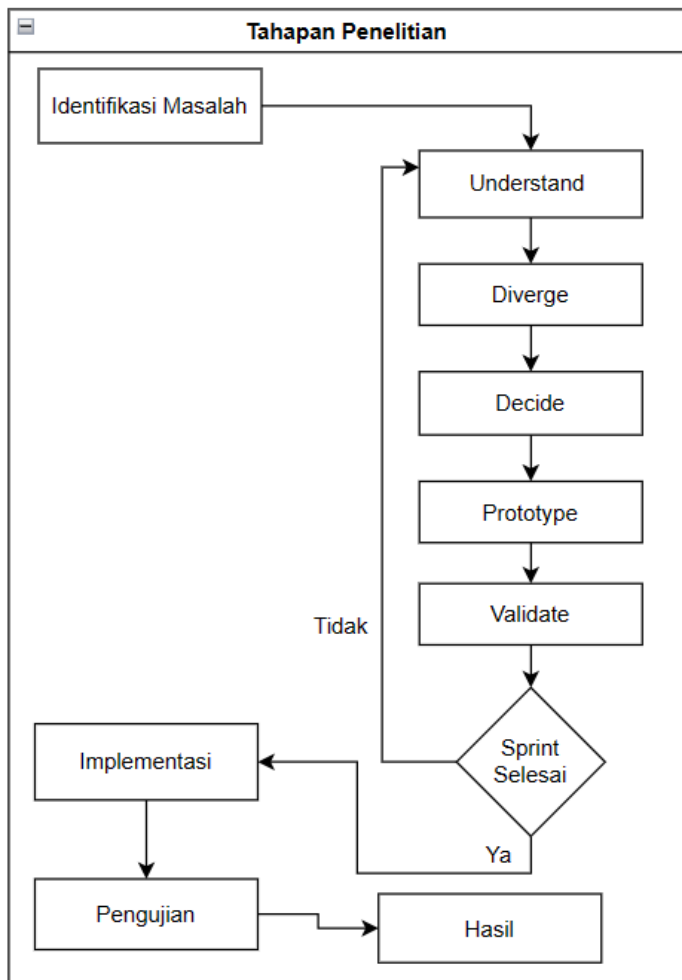 Tahapan Penelitian
Identifikasi Masalah
Understand
Diverge
Decide
Prototype
Validate
Tidak
Sprint
Selesai
Ya
Implementasi
Pengujian
Hasil